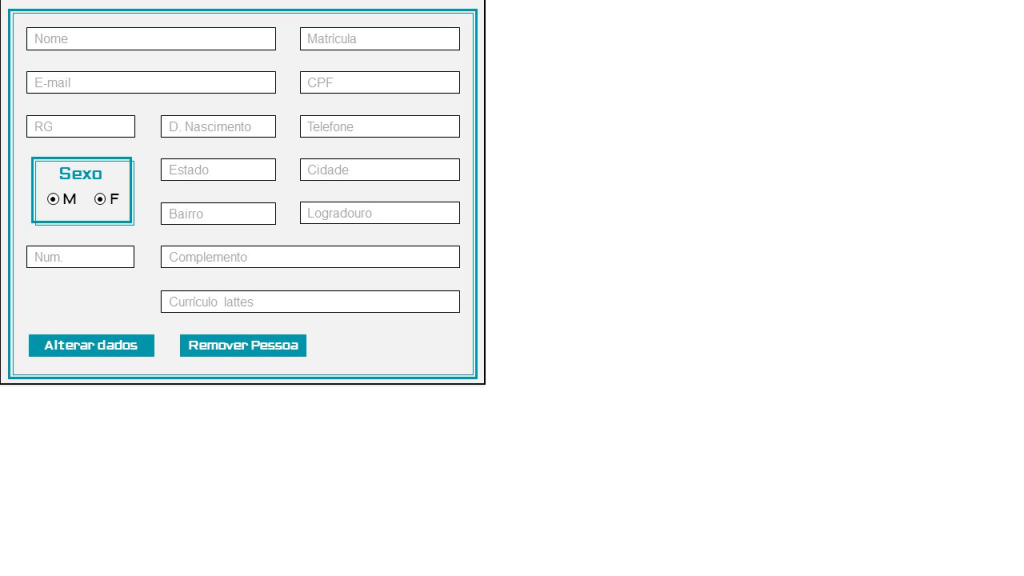 Nome
Matrícula
E-mail
CPF
RG
D. Nascimento
Telefone
Sexo
M F
Estado
Cidade
Bairro
Logradouro
Num.
Complemento
Currículo lattes
Alterar dados
Remover Pessoa